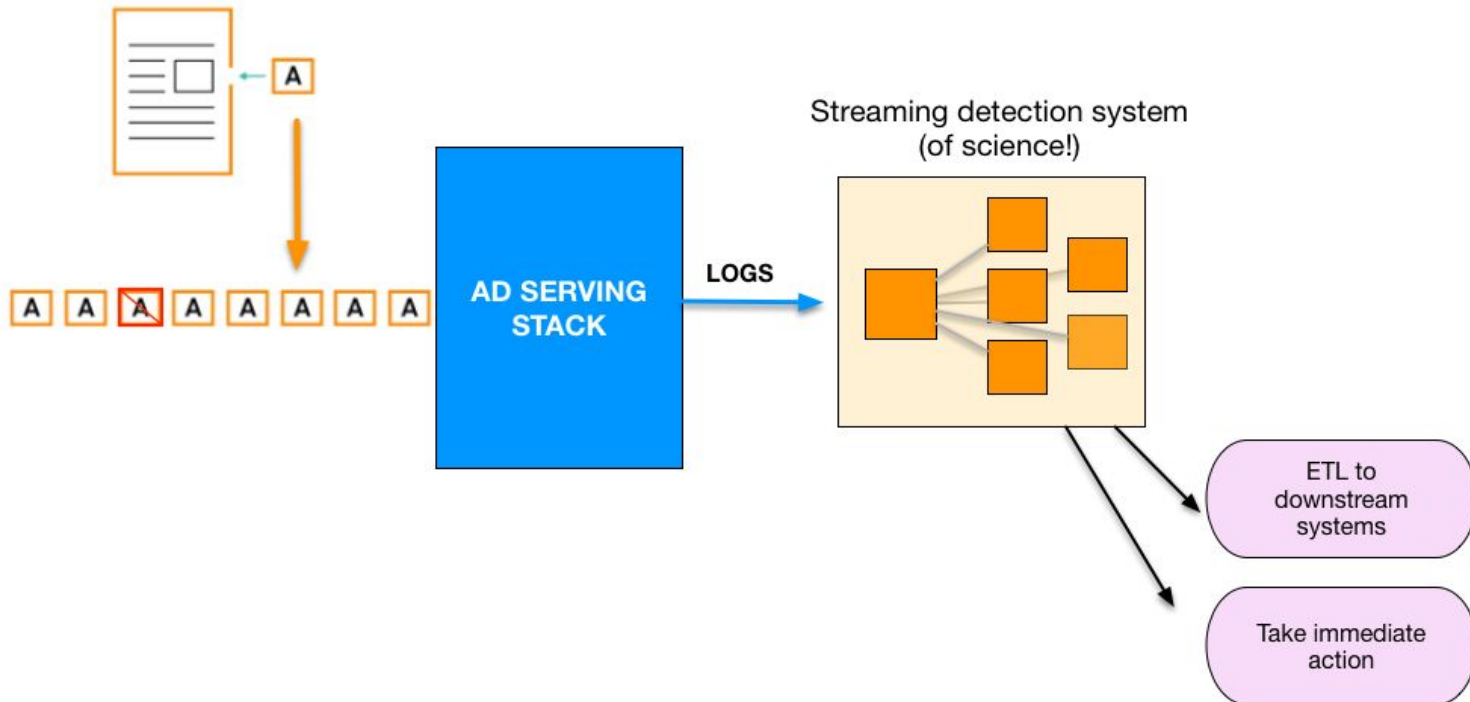 A
Streaming detection system
(of science!)
A A A A A A A A
AD SERVING
STACK
LOGS
ETL to
downstream
systems
Take immediate
action